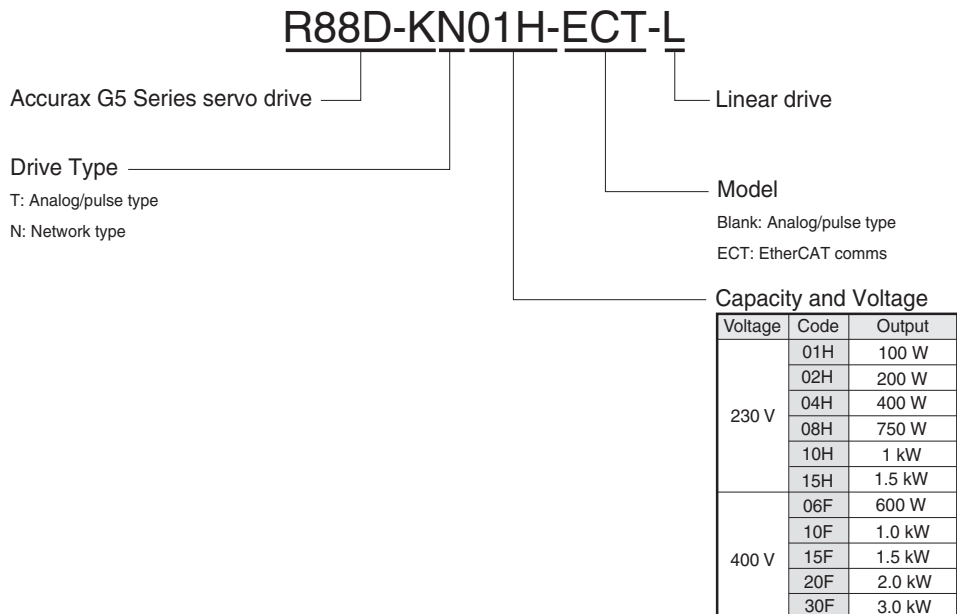 R88D-KN01H-ECT-L
Accurax G5 Series servo drive
Linear drive
Drive Type
T: Analog/pulse type
N: Network type
Model
Blank: Analog/pulse type
ECT: EtherCAT comms
Capacity and Voltage
Voltage Code Output
230 V
01H 100 W
02H 200 W
04H 400 W
08H 750 W
10H 1 kW
15H 1.5 kW
400 V
06F 600 W
10F 1.0 kW
15F 1.5 kW
20F 2.0 kW
30F 3.0 kW